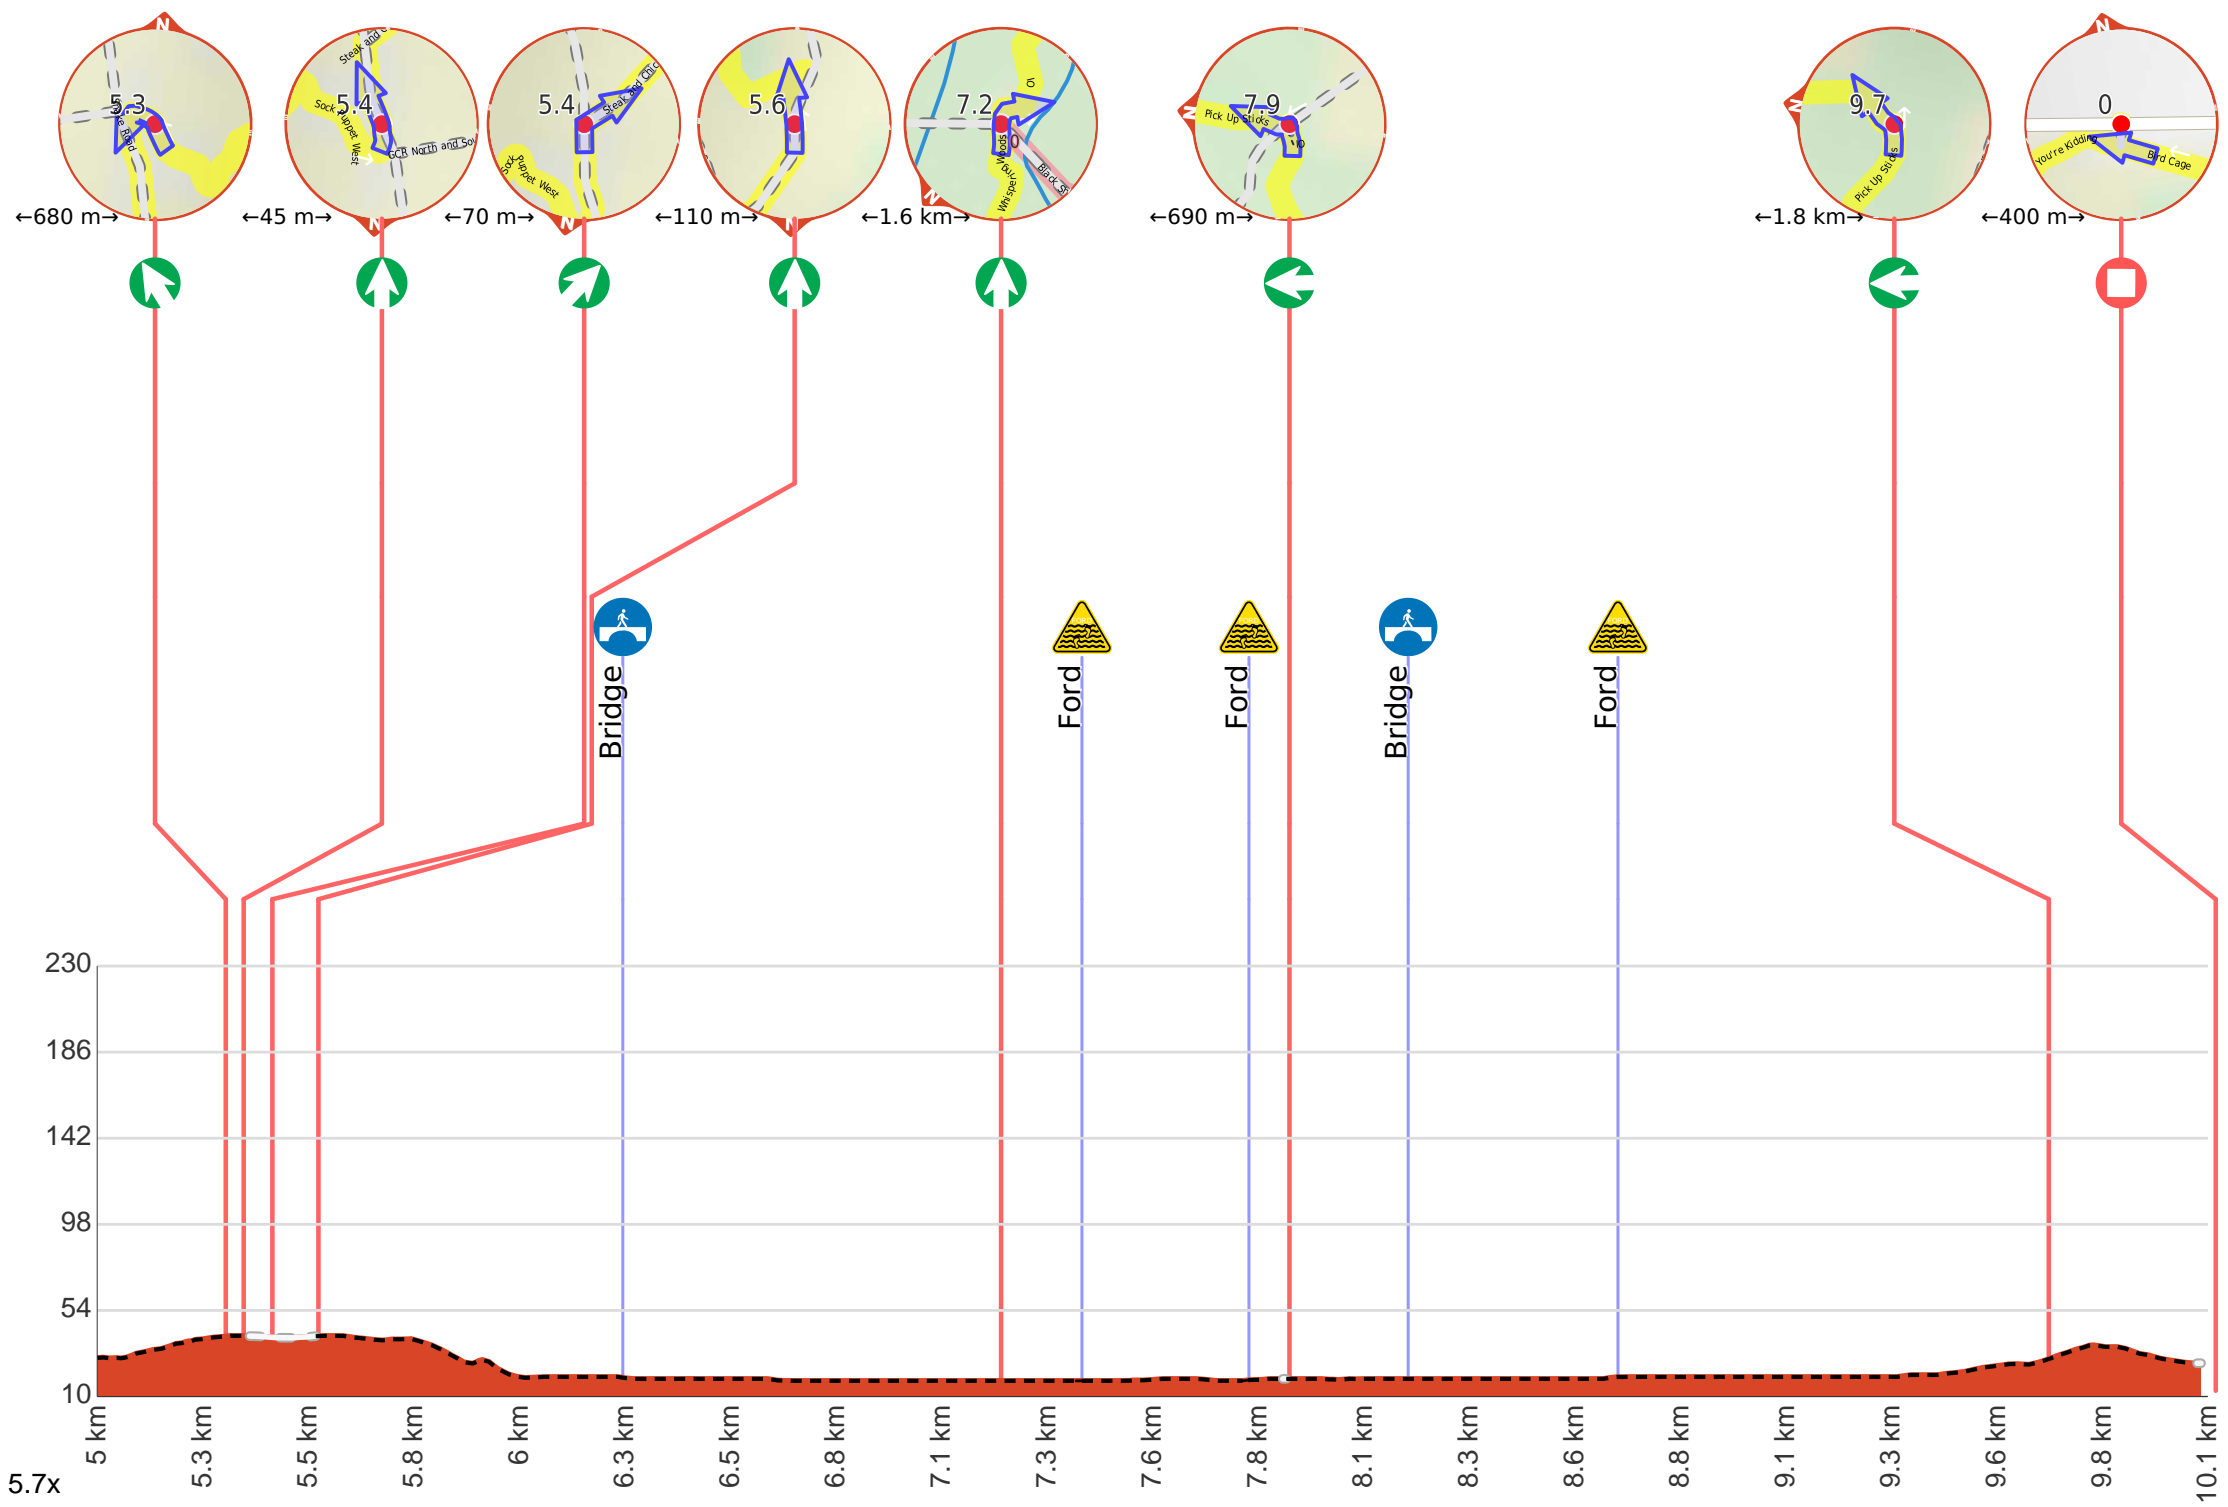 N
N
N
N
N
N
N
N
N
5.3
Steak and
Sock Puppet West
5.4
GCR North and Sou
5.4
Steak and Chic
Sock Puppet West
5.6
7.2
Woods
Whisper
Black Sh
7.9
Pick Up Sticks
9.7
Pick Up Sticks
0
You're Kidding
Bird Cage
←680 m→
←45 m→
←70 m→
←110 m→
←1.6 km→
←690 m→
←1.8 km→
←400 m→
Bridge
Ford
Ford
Bridge
Ford
230
186
142
98
54
10
5 km
5.3 km
5.5 km
5.8 km
6 km
6.3 km
6.5 km
6.8 km
7.1 km
7.3 km
7.6 km
7.8 km
8.1 km
8.3 km
8.6 km
8.8 km
9.1 km
9.3 km
9.6 km
9.8 km
10.1 km
5.7x